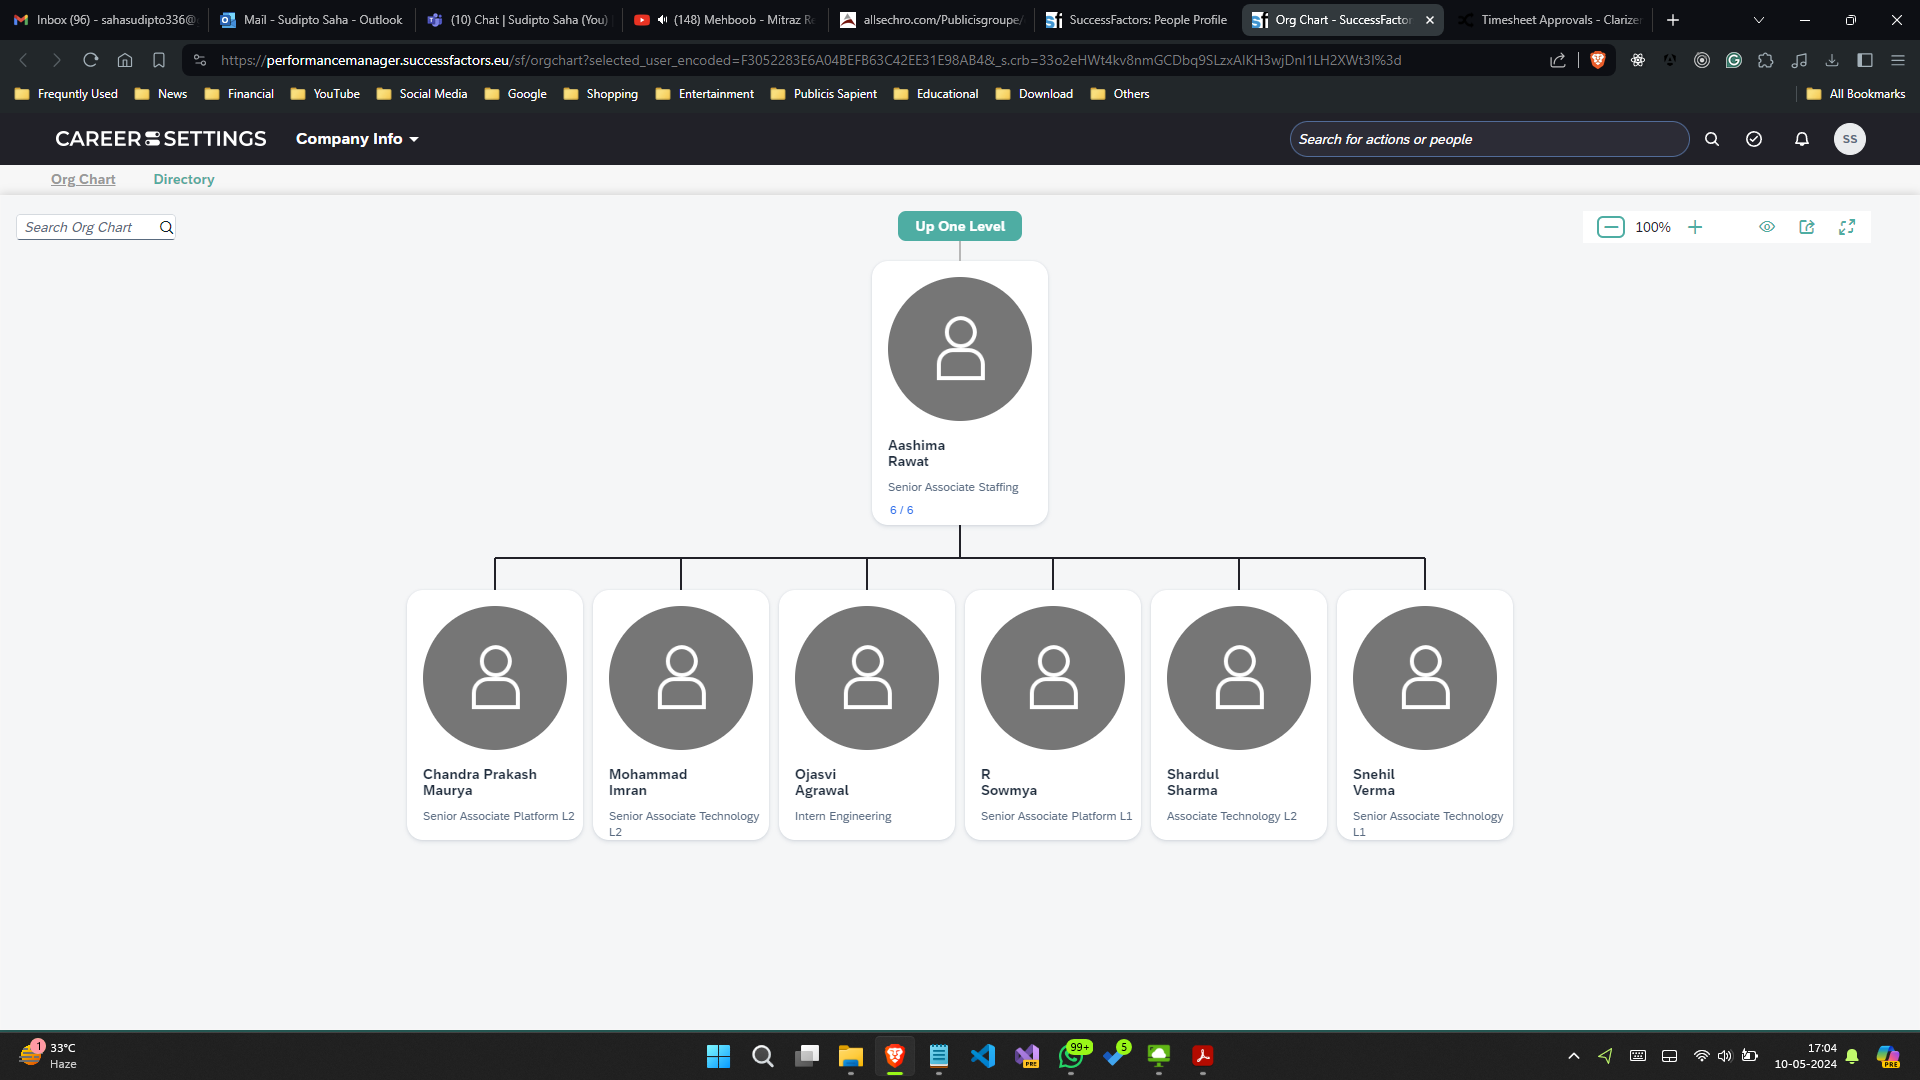 Inbox (96) - sahasudipto336@
Mail - Sudipto Saha - Outlook
(10) Chat | Sudipto Saha (You)
(148) Mehboob - Mitraz Re
allsechro.com/Publicisgroupe/
SuccessFactors: People Profile
Org Chart - SuccessFactor
Timesheet Approvals - Clarizen
https://performancemanager.successfactors.eu/sf/orgchart?selected_user_encoded=F3052283E6A04BEFB63C42EE31E98AB4&_s.crb=33o2eHWt4kv8nmGCDbq9SLzxAIKH3wjDnI1LH2XWt3I%3d
Frequntly Used
News
Financial
YouTube
Social Media
Google
Shopping
Entertainment
Publicis Sapient
Educational
Download
Others
All Bookmarks
CAREER SETTINGS
Company Info
Search for actions or people
SS
Org Chart
Directory
Search Org Chart
Up One Level
100%
Aashima
Rawat
Senior Associate Staffing
6 / 6
Chandra Prakash
Maurya
Senior Associate Platform L2
Mohammad
Imran
Senior Associate Technology
L2
Ojasvi
Agrawal
Intern Engineering
R
Sowmya
Senior Associate Platform L1
Shardul
Sharma
Associate Technology L2
Snehil
Verma
Senior Associate Technology
L1
1
33°C
Haze
PRE
99+
5
17:04
10-05-2024
PRE